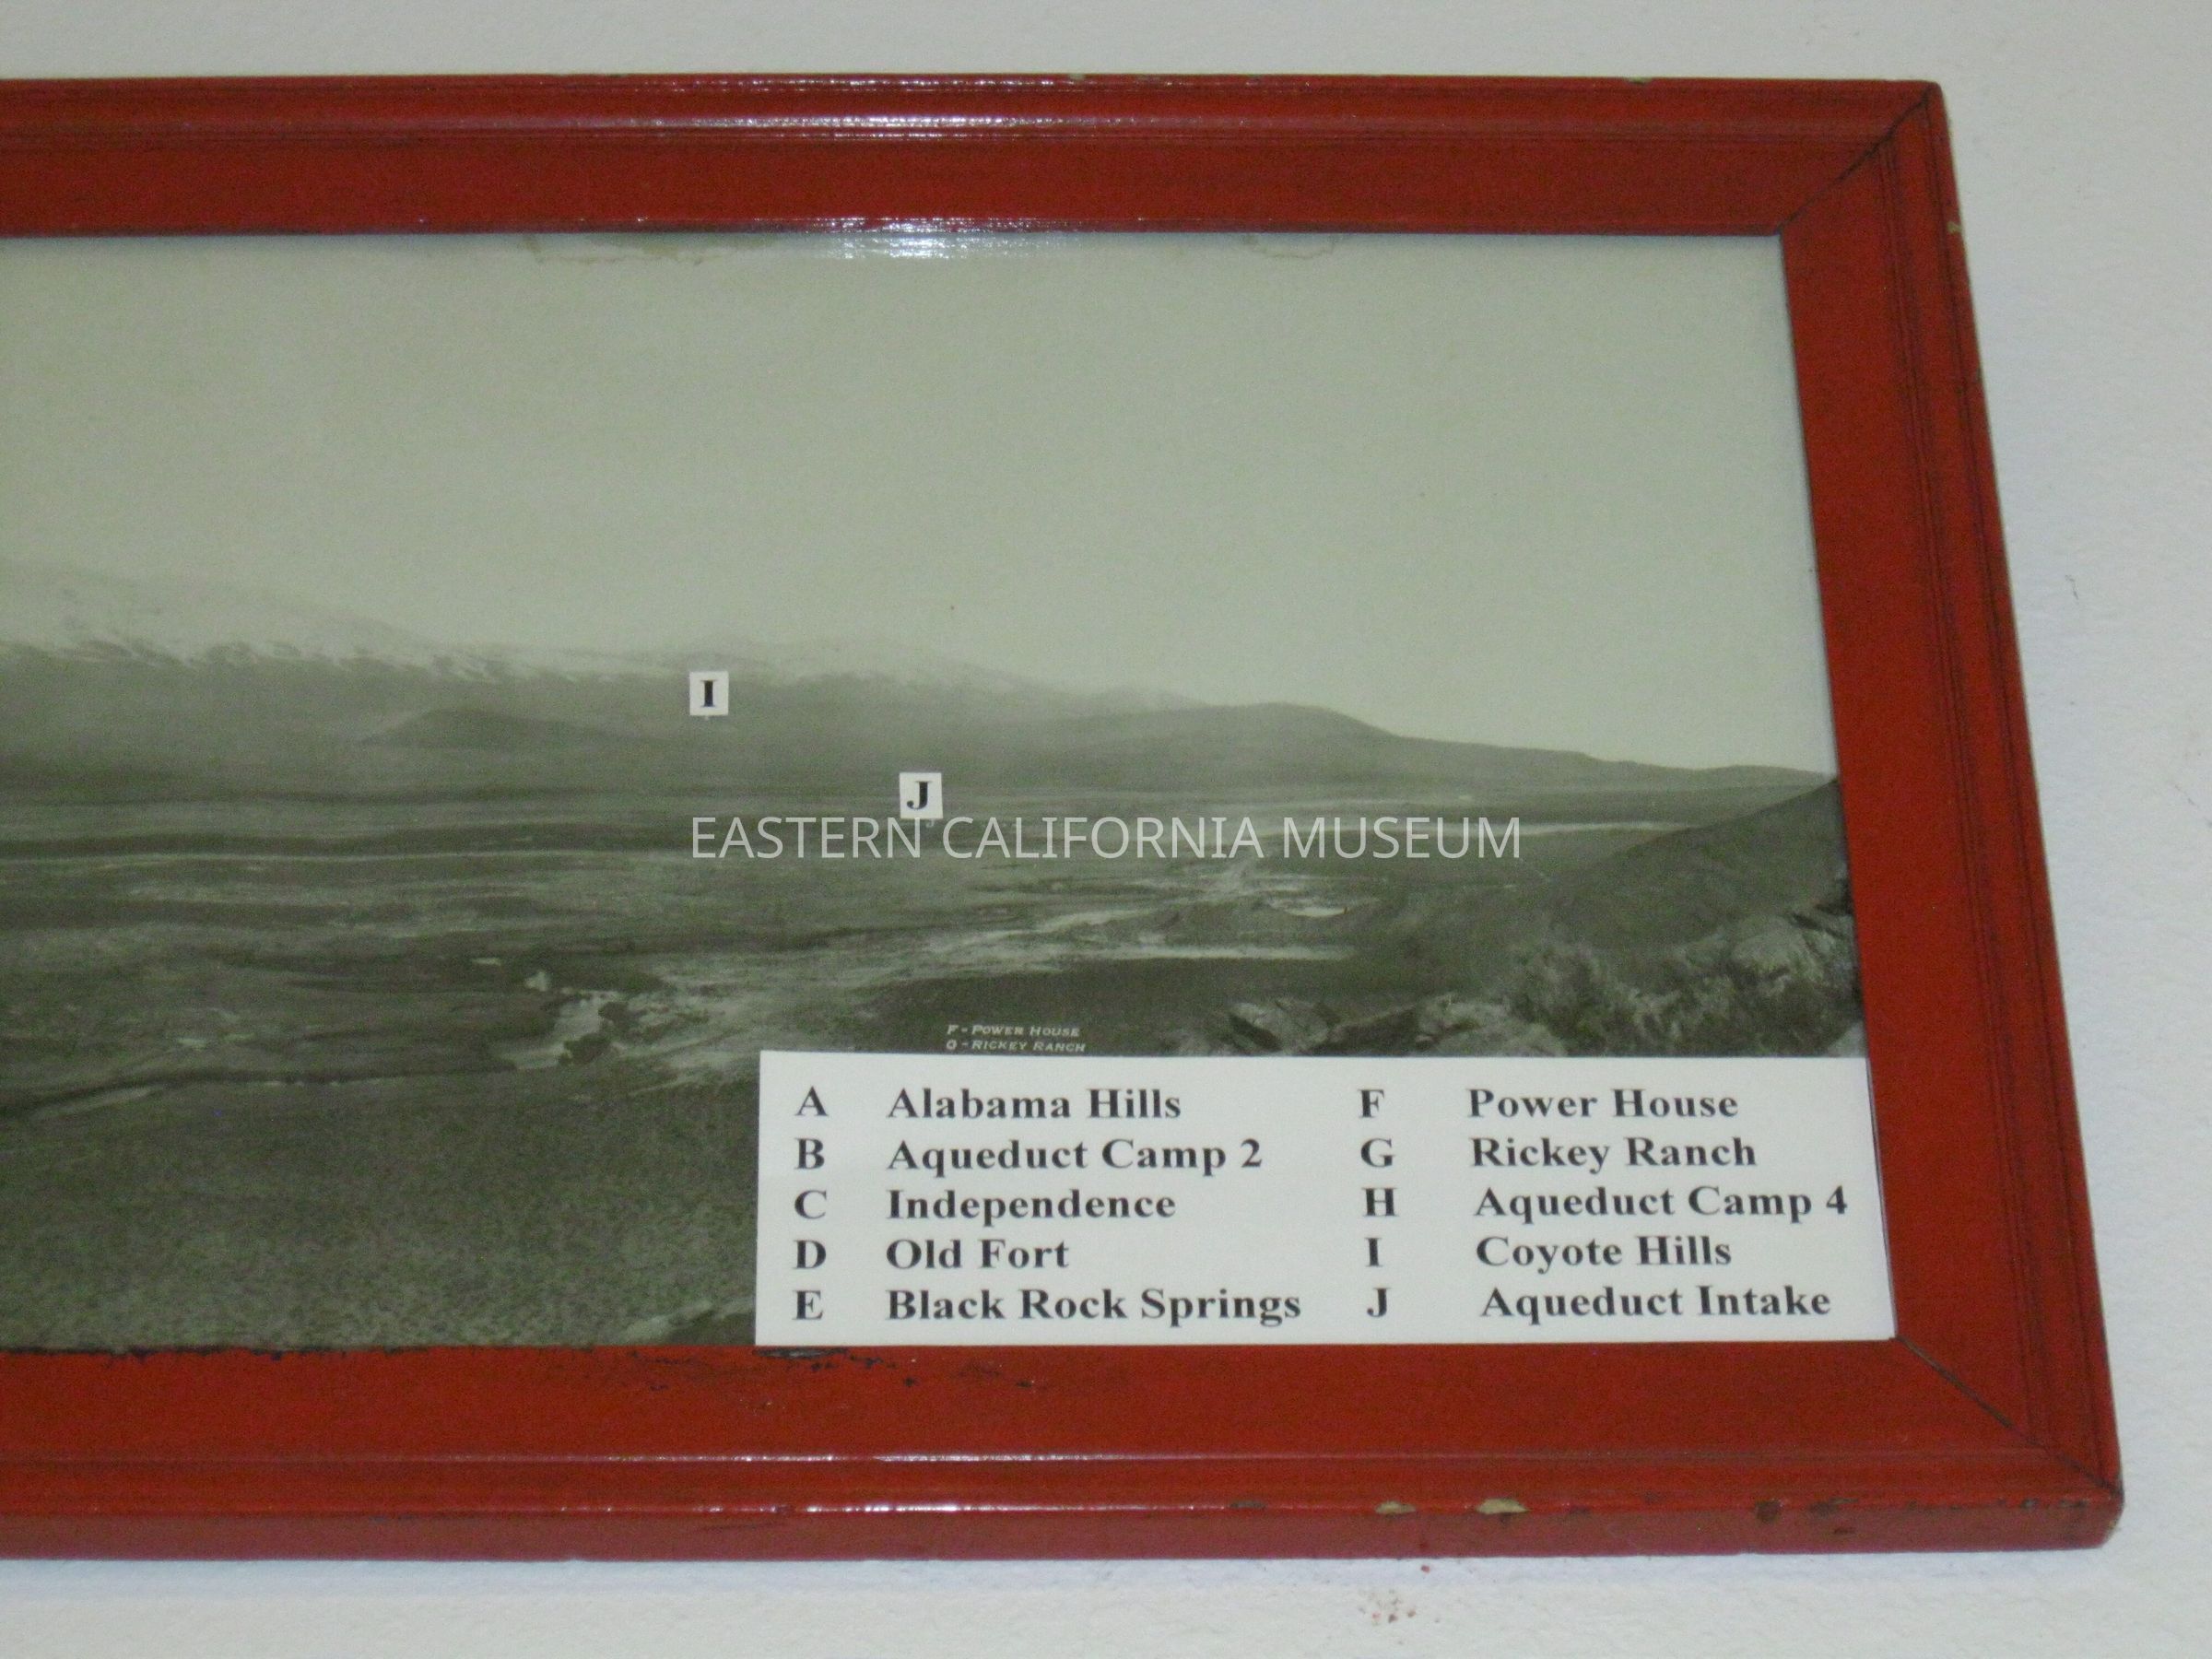 I
J
EASTERN CALIFORNIA MUSEUM
F - POWER HOUSE
G - RICKEY RANCH
A Alabama Hills F Power House
B Aqueduct Camp 2 G Rickey Ranch
C Independence H Aqueduct Camp 4
D Old Fort I Coyote Hills
E Black Rock Springs J Aqueduct Intake